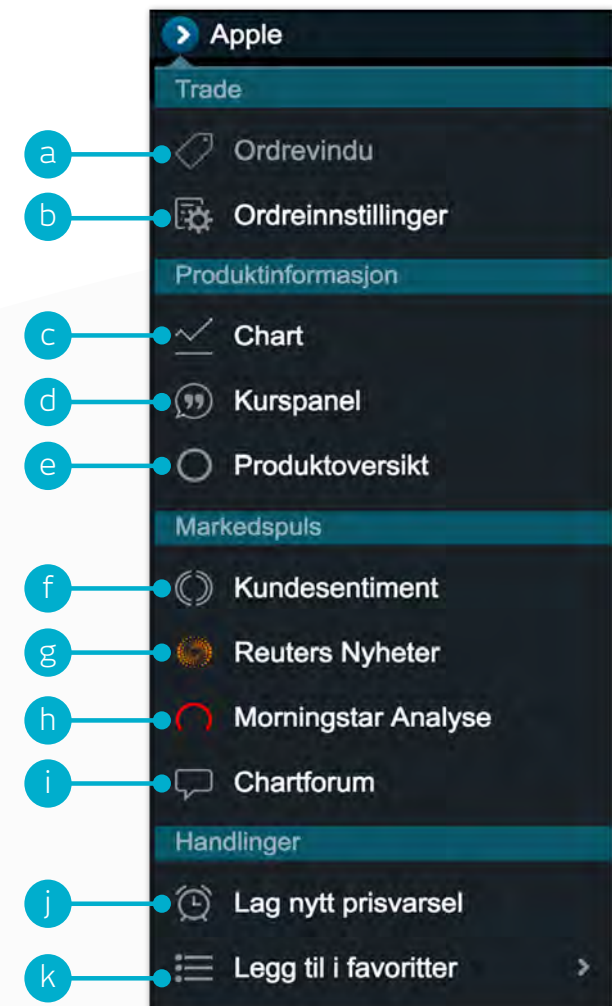 Apple
Trade
a Ordrevindu
b Ordreinnstillinger
Produktinformasjon
c Chart
d Kurspanel
e Produktoversikt
Markedspuls
f Kundesentiment
g Reuters Nyheter
h Morningstar Analyse
i Chartforum
Handlinger
j Lag nytt prisvarsel
k Legg til i favoritter